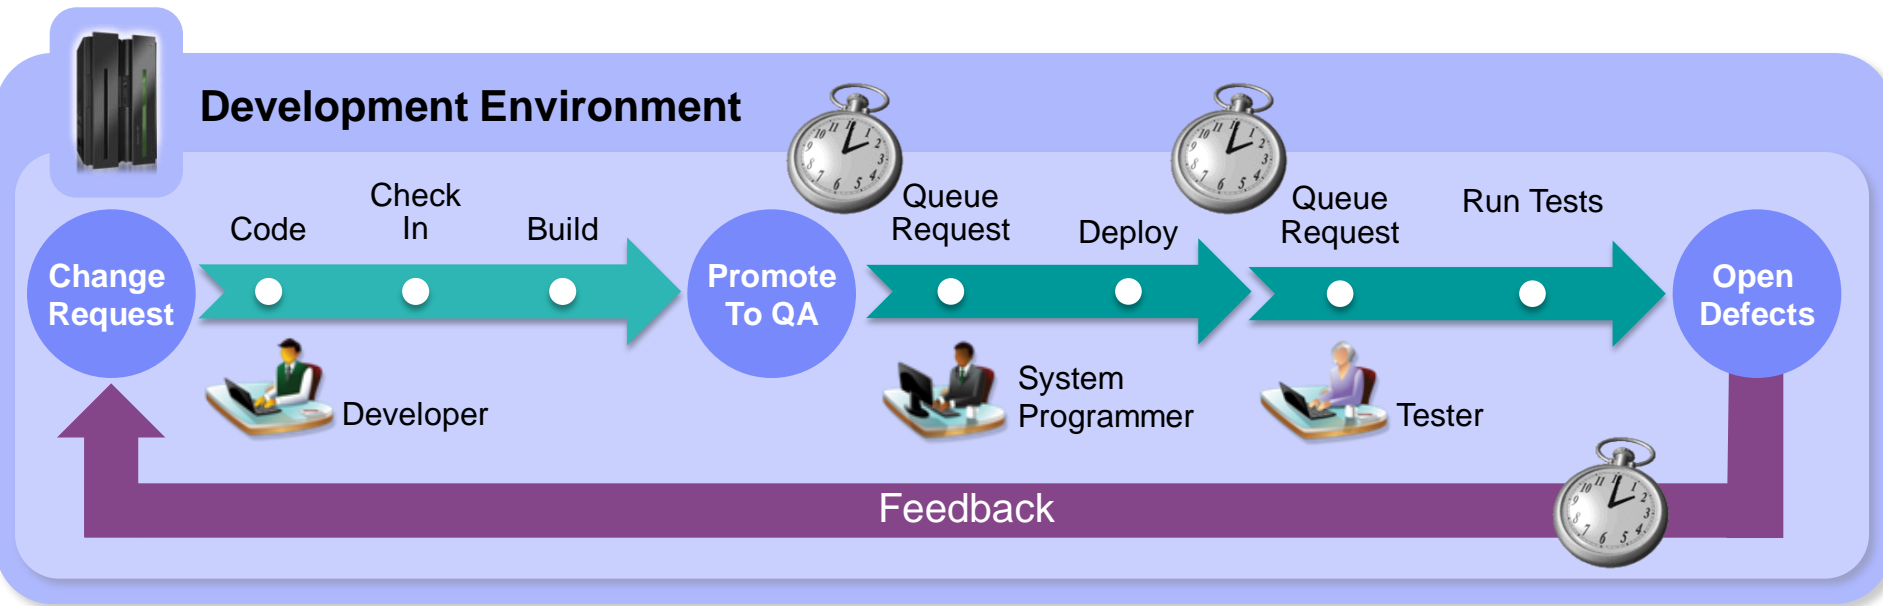 Development Environment
Code
Check
In
Build
Queue
Request
Deploy
Queue
Request
Run Tests
Change
Request
Promote
To QA
Open
Defects
Developer
System
Programmer
Tester
Feedback